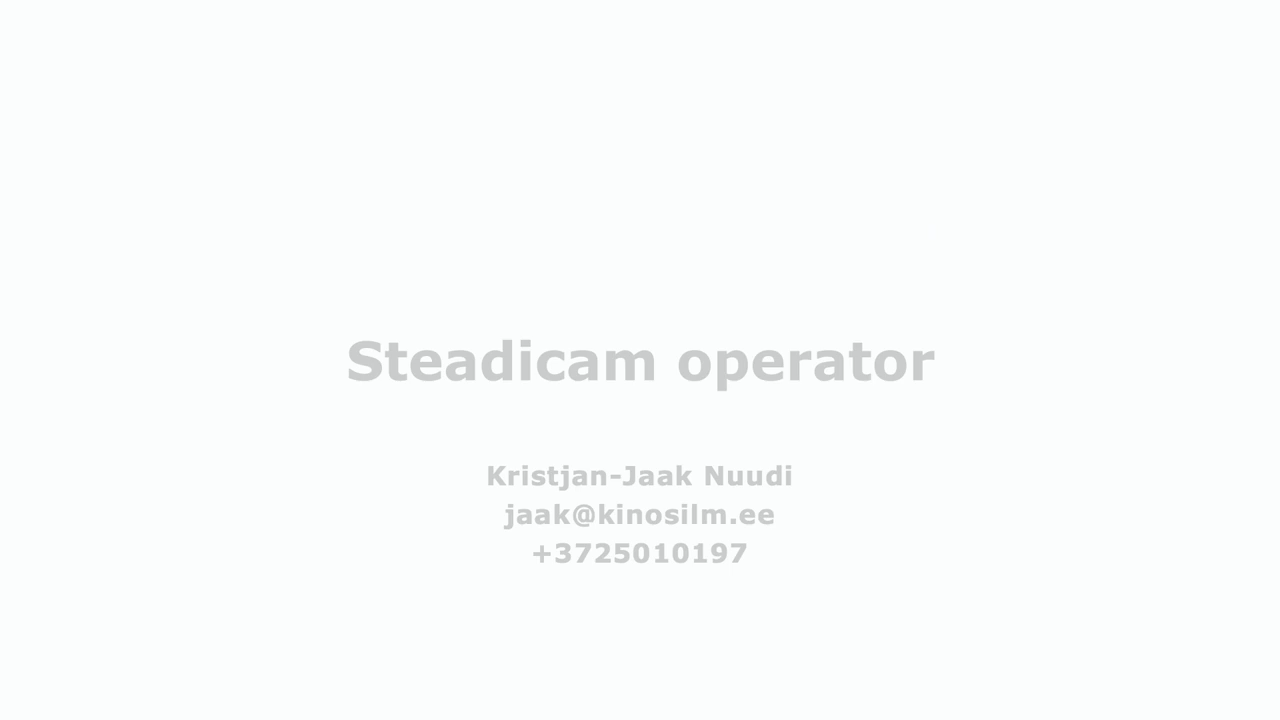 Steadicam operator
Kristjan-Jaak Nuudi
jaak@kinosilm.ee
+3725010197